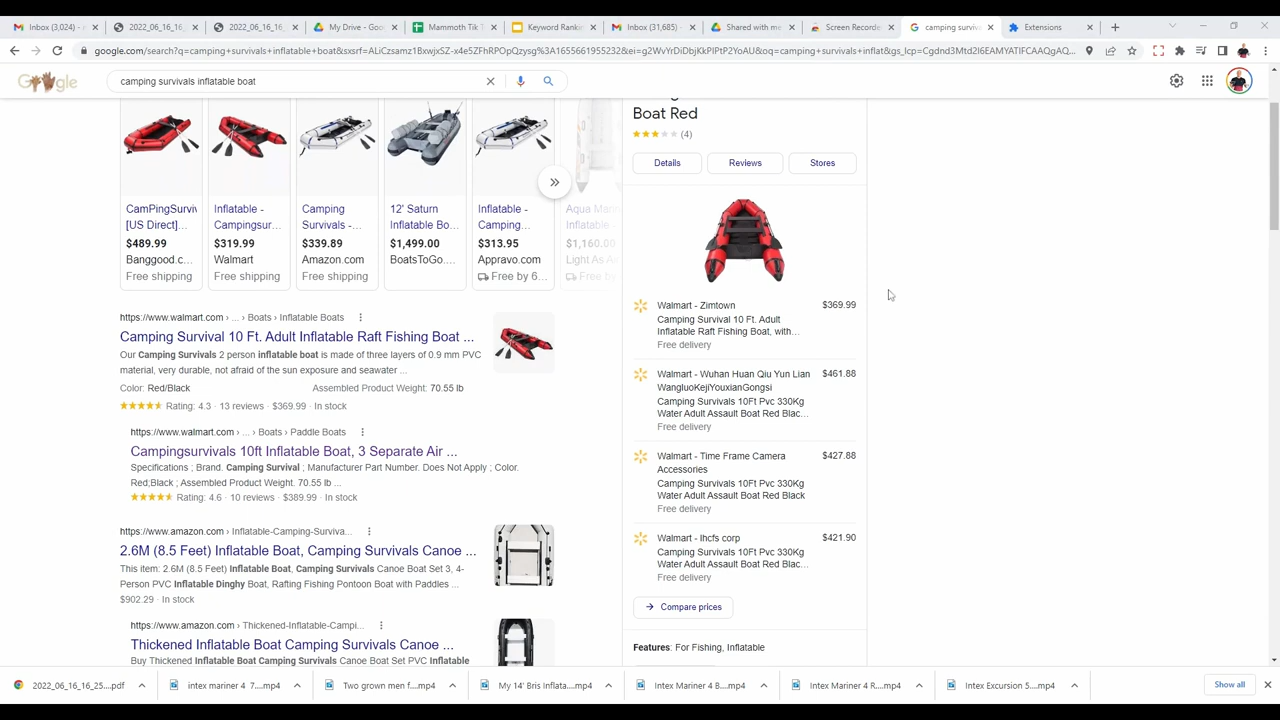 Inbox (3,024) - x
2022_06_16_16_
2022_06_16_16_
My Drive - Goog
Mammoth Tik T
Keyword Rankin
Inbox (31,685) -
Shared with me
Screen Recorde
camping surviva
Extensions
google.com/search?q=camping+survivals+inflatable+boat&sxsrf=
camping survivals inflatable boat
CamPingSurviv
[US Direct]...
$489.99
Banggood.c...
Free shipping
Inflatable -
Campingsur...
$319.99
Walmart
Free shipping
Camping
Survivals -...
$339.89
Amazon.com
Free shipping
12' Saturn
Inflatable Bo...
$1,499.00
BoatsToGo....
Inflatable -
Camping...
$313.95
Appravo.com
Free by 6...
Aqua Marin
Inflatable -
$1,160.00
Light As Ai
Free by
https://www.walmart.com › ... › Boats › Inflatable Boats
Camping Survival 10 Ft. Adult Inflatable Raft Fishing Boat ...
Our Camping Survivals 2 person inflatable boat is made of three layers of 0.9 mm PVC
material, very durable, not afraid of the sun exposure and seawater ...
Color: Red/Black Assembled Product Weight: 70.55 lb
Rating: 4.3 · 13 reviews · $369.99 · In stock
https://www.walmart.com › ... › Boats › Paddle Boats
Campingsurvivals 10ft Inflatable Boat, 3 Separate Air ...
Specifications ; Brand. Camping Survival ; Manufacturer Part Number. Does Not Apply ; Color.
Red;Black ; Assembled Product Weight. 70.55 lb ...
Rating: 4.6 · 10 reviews · $389.99 · In stock
https://www.amazon.com › Inflatable-Camping-Surviva...
2.6M (8.5 Feet) Inflatable Boat, Camping Survivals Canoe ...
This item: 2.6M (8.5 Feet) Inflatable Boat, Camping Survivals Canoe Boat Set 3, 4-
Person PVC Inflatable Dinghy Boat, Rafting Fishing Pontoon Boat with Paddles ...
$902.29 · In stock
https://www.amazon.com › Thickened-Inflatable-Campi...
Thickened Inflatable Boat Camping Survivals Canoe ...
Buy Thickened Inflatable Boat Camping Survivals Canoe Boat Set PVC Inflatable
Boat Red
(4)
Details
Reviews
Stores
Walmart - Zimtown $369.99
Camping Survival 10 Ft. Adult
Inflatable Raft Fishing Boat, with...
Free delivery
Walmart - Wuhan Huan Qiu Yun Lian $461.88
WangluoKejiYouxianGongsi
Camping Survivals 10Ft Pvc 330Kg
Water Adult Assault Boat Red Blac...
Free delivery
Walmart - Time Frame Camera $427.88
Accessories
Camping Survivals 10Ft Pvc 330Kg
Water Adult Assault Boat Red Black
Free delivery
Walmart - Ihcfs corp $421.90
Camping Survivals 10Ft Pvc 330Kg
Water Adult Assault Boat Red Blac...
Free delivery
Compare prices
Features: For Fishing, Inflatable
2022_06_16_16_25....pdf
intex mariner 4 7....mp4
Two grown men f....mp4
My 14' Bris Inflata....mp4
Intex Mariner 4 B....mp4
Intex Mariner 4 R....mp4
Intex Excursion 5....mp4
Show all